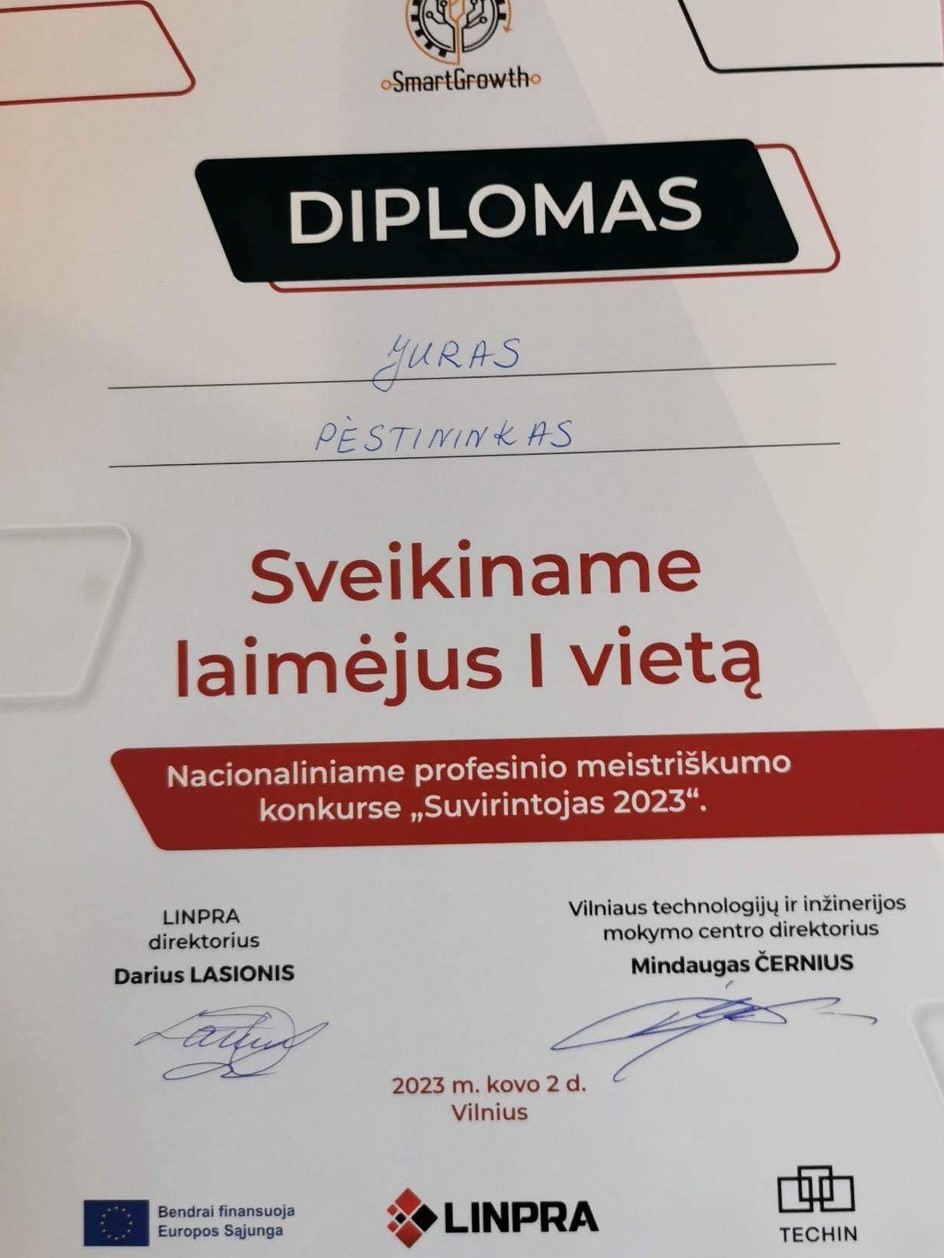 SmartGrowth
DIPLOMAS
JURAS
PĖSTININKAS
Sveikiname
laimėjus I vietą
Nacionaliniame profesinio meistriškumo
konkurse „Suvirintojas 2023“.
LINPRA
direktorius
Darius LASIONIS
Vilniaus technologijų ir inžinerijos
mokymo centro direktorius
Mindaugas ČERNIUS
2023 m. kovo 2 d.
Vilnius
Bendrai finansuoja
Europos Sąjunga
LINPRA
TECHIN